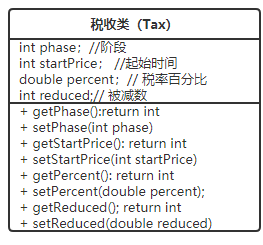 税收类（Tax）
int phase；//阶段
int startPrice； //起始时间
double percent；// 税率百分比
int reduced;// 被减数
+ getPhase():return int
+ setPhase(int phase)
+ getStartPrice(): return int
+ setStartPrice(int startPrice)
+ getPercent(): return int
+ setPercent(double percent);
+ getReduced(); return int
+ setReduced(double reduced)